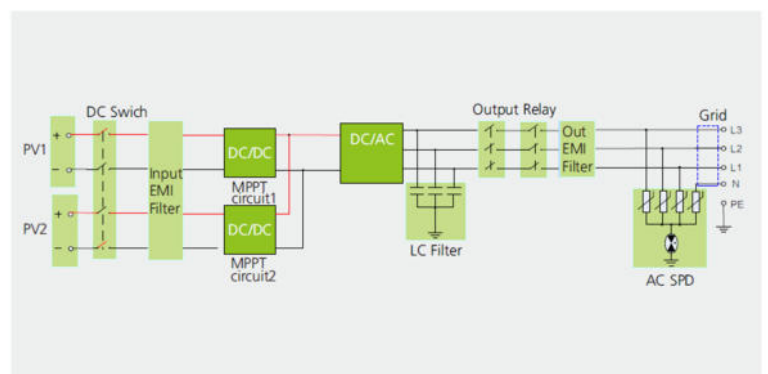 DC Swich
Output Relay
Grid
PV1
+
−
PV2
+
−
Input
EMI
Filter
DC/DC
MPPT
circuit1
DC/DC
MPPT
circuit2
DC/AC
LC Filter
Out
EMI
Filter
L3
L2
L1
N
PE
AC SPD